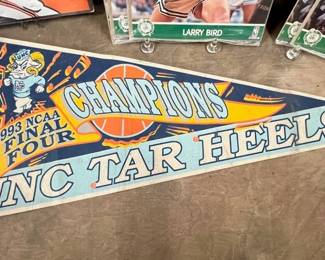 LARRY BIRD
1993 NCAA
FINAL
FOUR
CHAMPIONS
UNC TAR HEELS